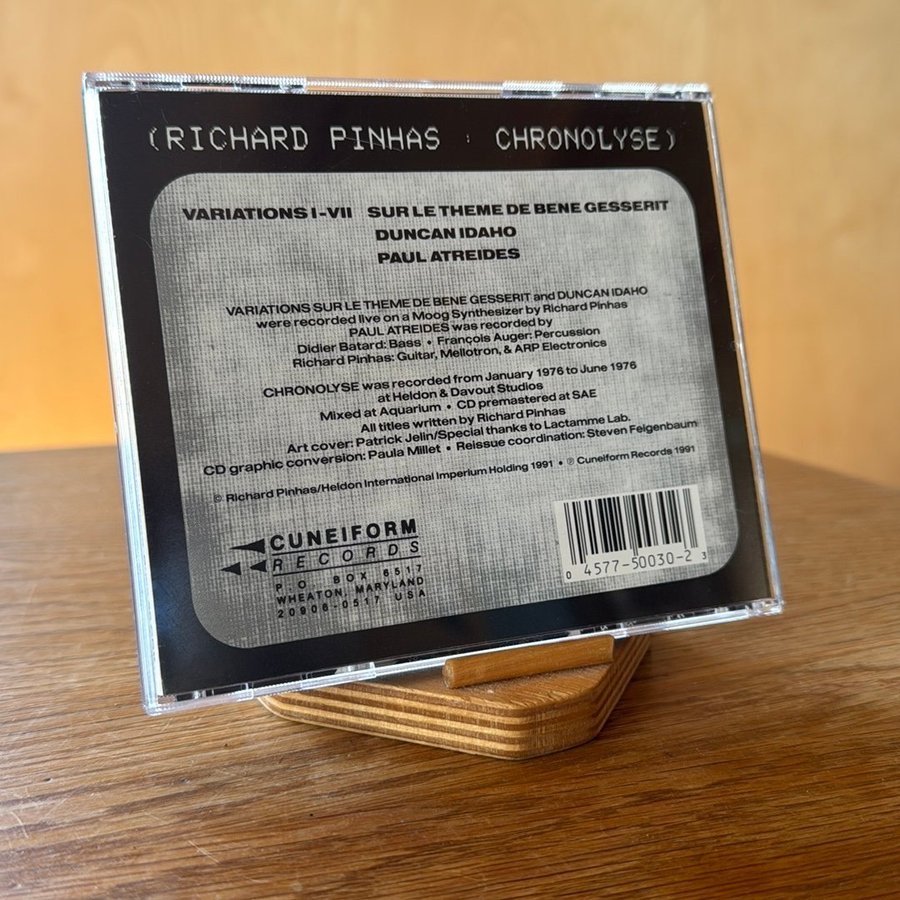 (RICHARD PINHAS : CHRONOLYSE)
VARIATIONS I-VII SUR LE THEME DE BENE GESSERIT
DUNCAN IDAHO
PAUL ATREIDES
VARIATIONS SUR LE THEME DE BENE GESSERIT and DUNCAN IDAHO
were recorded live on a Moog Synthesizer by Richard Pinhas
PAUL ATREIDES was recorded by
Didier Batard: Bass • François Auger: Percussion
Richard Pinhas: Guitar, Mellotron, & ARP Electronics
CHRONOLYSE was recorded from January 1976 to June 1976
at Heldon & Davout Studios
Mixed at Aquarium • CD premastered at SAE
All titles written by Richard Pinhas
Art cover: Patrick Jelin/Special thanks to Lactamme Lab.
CD graphic conversion: Paula Millet • Reissue coordination: Steven Feigenbaum
© Richard Pinhas/Heldon International Imperium Holding 1991 • ℗ Cuneiform Records 1991
CUNEIFORM
RECORDS
P.O. BOX 6517
WHEATON, MARYLAND
20906-0517 USA
0 4577-50030-2 3